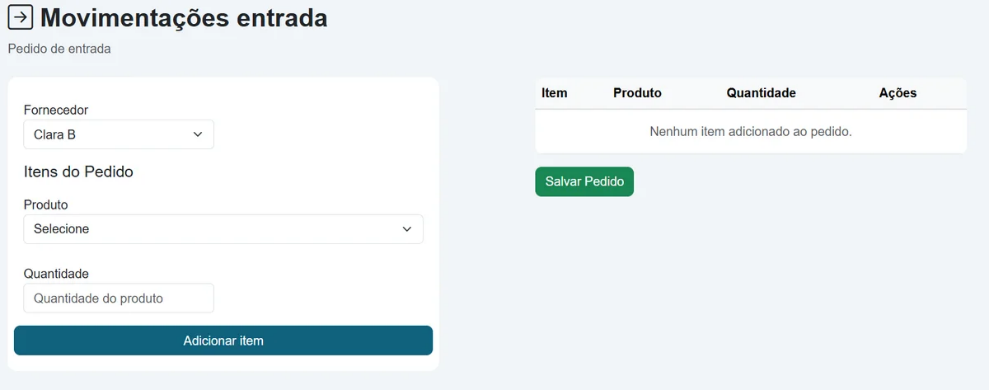 Movimentações entrada
Pedido de entrada
Fornecedor
Clara B
Itens do Pedido
Produto
Selecione
Quantidade
Quantidade do produto
Adicionar item
Item Produto Quantidade Ações
Nenhum item adicionado ao pedido.
Salvar Pedido